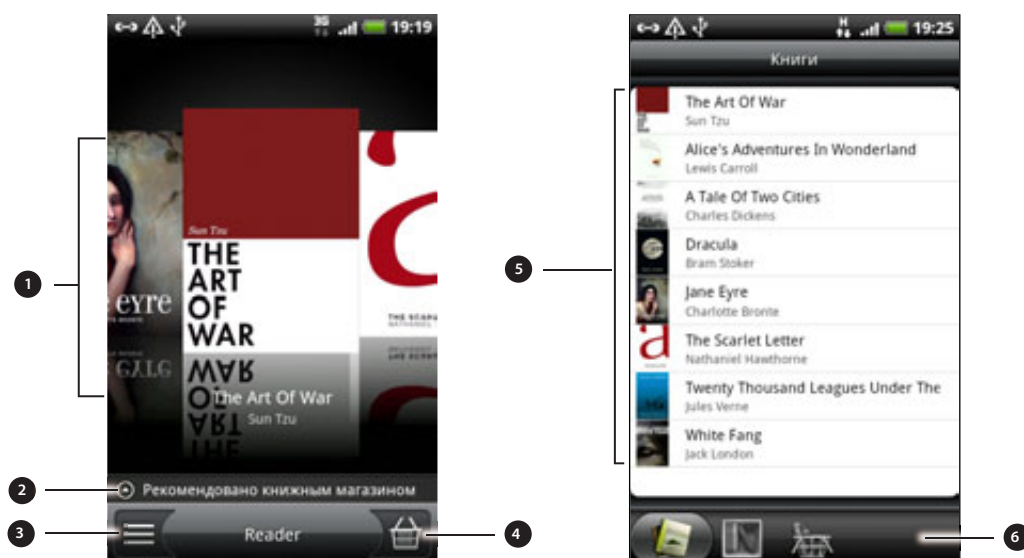 3G 19:19
Sun Tzu
THE
ART
OF
WAR
eyre
a
The Art Of War
Sun Tzu
Рекомендовано книжным магазином
Reader
1
2
3
4
H 19:25
Книги
The Art Of War
Sun Tzu
Alice's Adventures In Wonderland
Lewis Carroll
A Tale Of Two Cities
Charles Dickens
Dracula
Bram Stoker
Jane Eyre
Charlotte Bronte
The Scarlet Letter
Nathaniel Hawthorne
Twenty Thousand Leagues Under The
Jules Verne
White Fang
Jack London
5
6